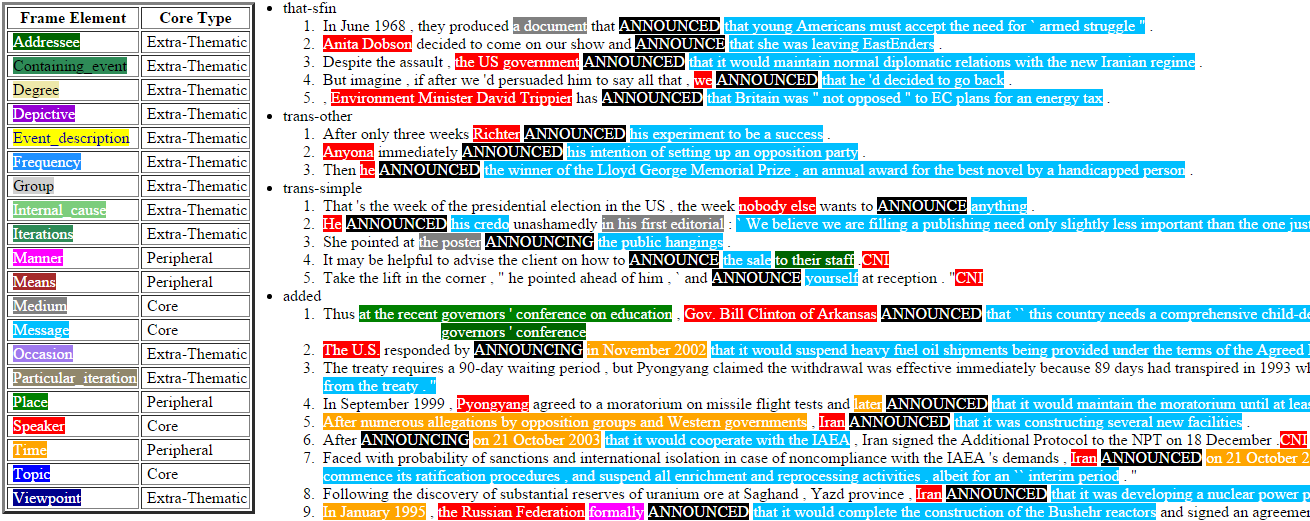 Frame Element Core Type
Addressee Extra-Thematic
Containing_event Extra-Thematic
Degree Extra-Thematic
Depictive Extra-Thematic
Event_description Extra-Thematic
Frequency Extra-Thematic
Group Extra-Thematic
Internal_cause Extra-Thematic
Iterations Extra-Thematic
Manner Peripheral
Means Peripheral
Medium Core
Message Core
Occasion Extra-Thematic
Particular_iteration Extra-Thematic
Place Peripheral
Speaker Core
Time Peripheral
Topic Core
Viewpoint Extra-Thematic
• that-sfin
1. In June 1968 , they produced a document that ANNOUNCED that young Americans must accept the need for ` armed struggle " .
2. Anita Dobson decided to come on our show and ANNOUNCE that she was leaving EastEnders .
3. Despite the assault , the US government ANNOUNCED that it would maintain normal diplomatic relations with the new Iranian regime .
4. But imagine , if after we 'd persuaded him to say all that , we ANNOUNCED that he 'd decided to go back .
5. , Environment Minister David Trippier has ANNOUNCED that Britain was " not opposed " to EC plans for an energy tax .
• trans-other
1. After only three weeks Richter ANNOUNCED his experiment to be a success .
2. Anyona immediately ANNOUNCED his intention of setting up an opposition party .
3. Then he ANNOUNCED the winner of the Lloyd George Memorial Prize , an annual award for the best novel by a handicapped person .
• trans-simple
1. That 's the week of the presidential election in the US , the week nobody else wants to ANNOUNCE anything .
2. He ANNOUNCED his credo unashamedly in his first editorial : ` We believe we are filling a publishing need only slightly less important than the one jus
3. She pointed at the poster ANNOUNCING the public hangings .
4. It may be helpful to advise the client on how to ANNOUNCE the sale to their staff .CNI
5. Take the lift in the corner , " he pointed ahead of him , ` and ANNOUNCE yourself at reception . "CNI
• added
1. Thus at the recent governors ' conference on education , Gov. Bill Clinton of Arkansas ANNOUNCED that `` this country needs a comprehensive child-de
governors ' conference
2. The U.S. responded by ANNOUNCING in November 2002 that it would suspend heavy fuel oil shipments being provided under the terms of the Agreed
3. The treaty requires a 90-day waiting period , but Pyongyang claimed the withdrawal was effective immediately because 89 days had transpired in 1993 wh
from the treaty . "
4. In September 1999 , Pyongyang agreed to a moratorium on missile flight tests and later ANNOUNCED that it would maintain the moratorium until at leas
5. After numerous allegations by opposition groups and Western governments , Iran ANNOUNCED that it was constructing several new facilities .
6. After ANNOUNCING on 21 October 2003 that it would cooperate with the IAEA , Iran signed the Additional Protocol to the NPT on 18 December .CNI
7. Faced with probability of sanctions and international isolation in case of noncompliance with the IAEA 's demands , Iran ANNOUNCED on 21 October 2
commence its ratification procedures , and suspend all enrichment and reprocessing activities , albeit for an `` interim period . "
8. Following the discovery of substantial reserves of uranium ore at Saghand , Yazd province , Iran ANNOUNCED that it was developing a nuclear power p
9. In January 1995 , the Russian Federation formally ANNOUNCED that it would complete the construction of the Bushehr reactors and signed an agreemen